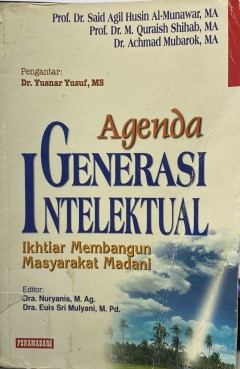 Prof. Dr. Said Agil Husin Al-Munawar, MA
Prof. Dr. M. Quraish Shihab, MA
Dr. Achmad Mubarok, MA
Pengantar:
Dr. Yusnar Yusuf, MS
Agenda
GENERASI
INTELEKTUAL
Ikhtiar Membangun
Masyarakat Madani
Editor:
Dra. Nuryanis, M. Ag.
Dra. Euis Sri Mulyani, M. Pd.
PENAMADANI